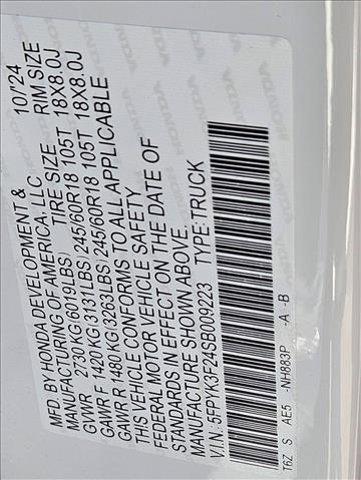 MFD. BY HONDA DEVELOPMENT & 10/'24
MANUFACTURING OF AMERICA, LLC TIRE SIZE RIM SIZE
GVWR 2730 KG (6019LBS)
GAWR F 1420 KG (3131LBS) 245/60R18 105T 18X8.0J
GAWR R 1480 KG (3263LBS) 245/60R18 105T 18X8.0J
THIS VEHICLE CONFORMS TO ALL APPLICABLE
FEDERAL MOTOR VEHICLE SAFETY
STANDARDS IN EFFECT ON THE DATE OF
MANUFACTURE SHOWN ABOVE.
V.I.N.: 5FPYK3F24SB009223 TYPE:TRUCK
T6Z S AE5 -NH883P -A -B
HONDA HONDA HONDA